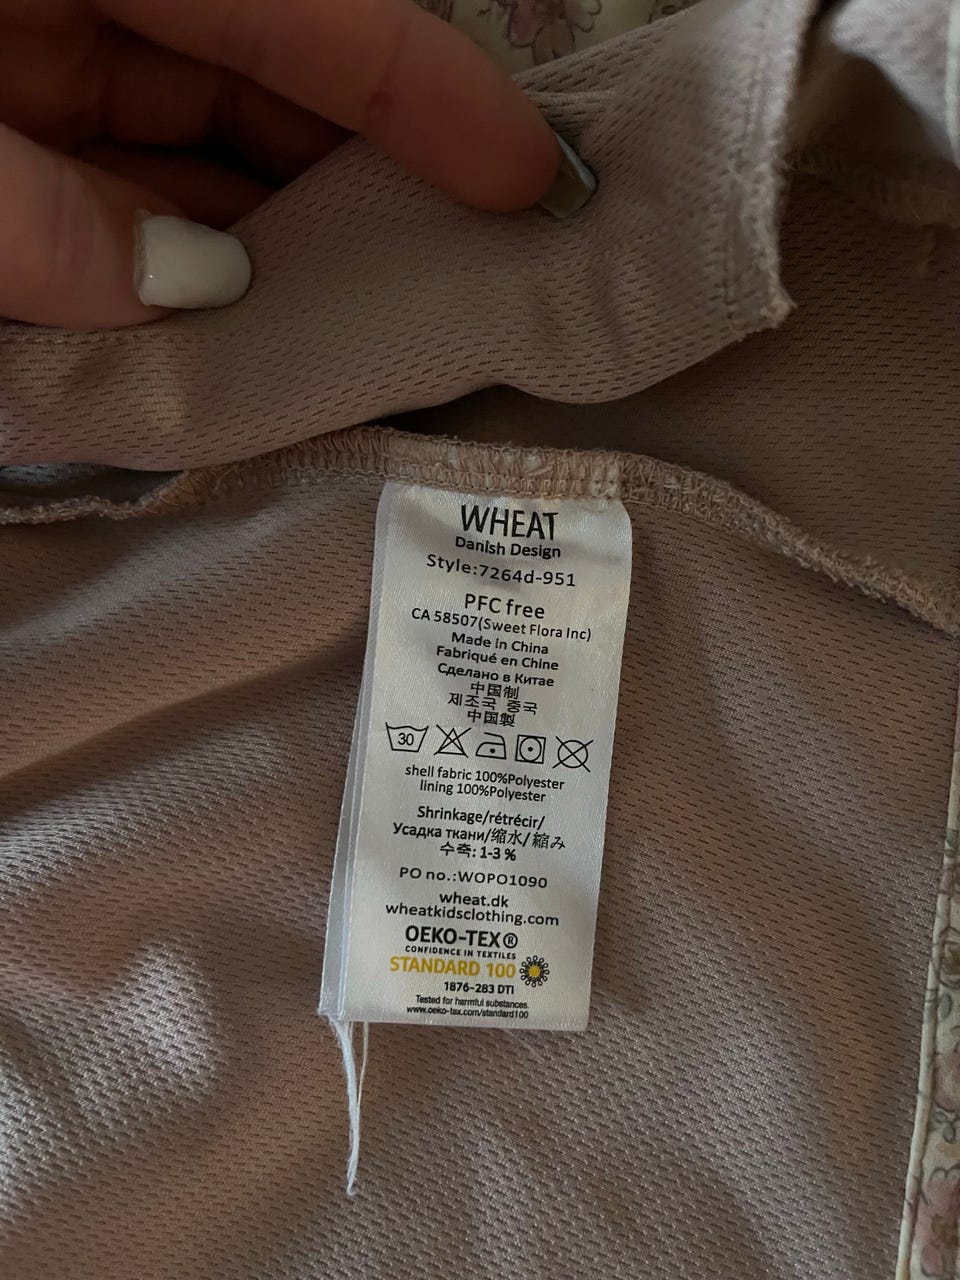 WHEAT
Danish Design
Style:7264d-951
PFC free
CA 58507(Sweet Flora Inc)
Made in China
Fabriqué en Chine
Сделано в Китае
中国制
제조국 중국
中国製
30
shell fabric 100%Polyester
lining 100%Polyester
Shrinkage/rétrécir/
Усадка ткани/缩水/縮み
수축: 1-3 %
PO no.:WOPO1090
wheat.dk
wheatkidsclothing.com
OEKO-TEX®
CONFIDENCE IN TEXTILES
STANDARD 100
1876-283 DTI
Tested for harmful substances.
www.oeko-tex.com/standard100